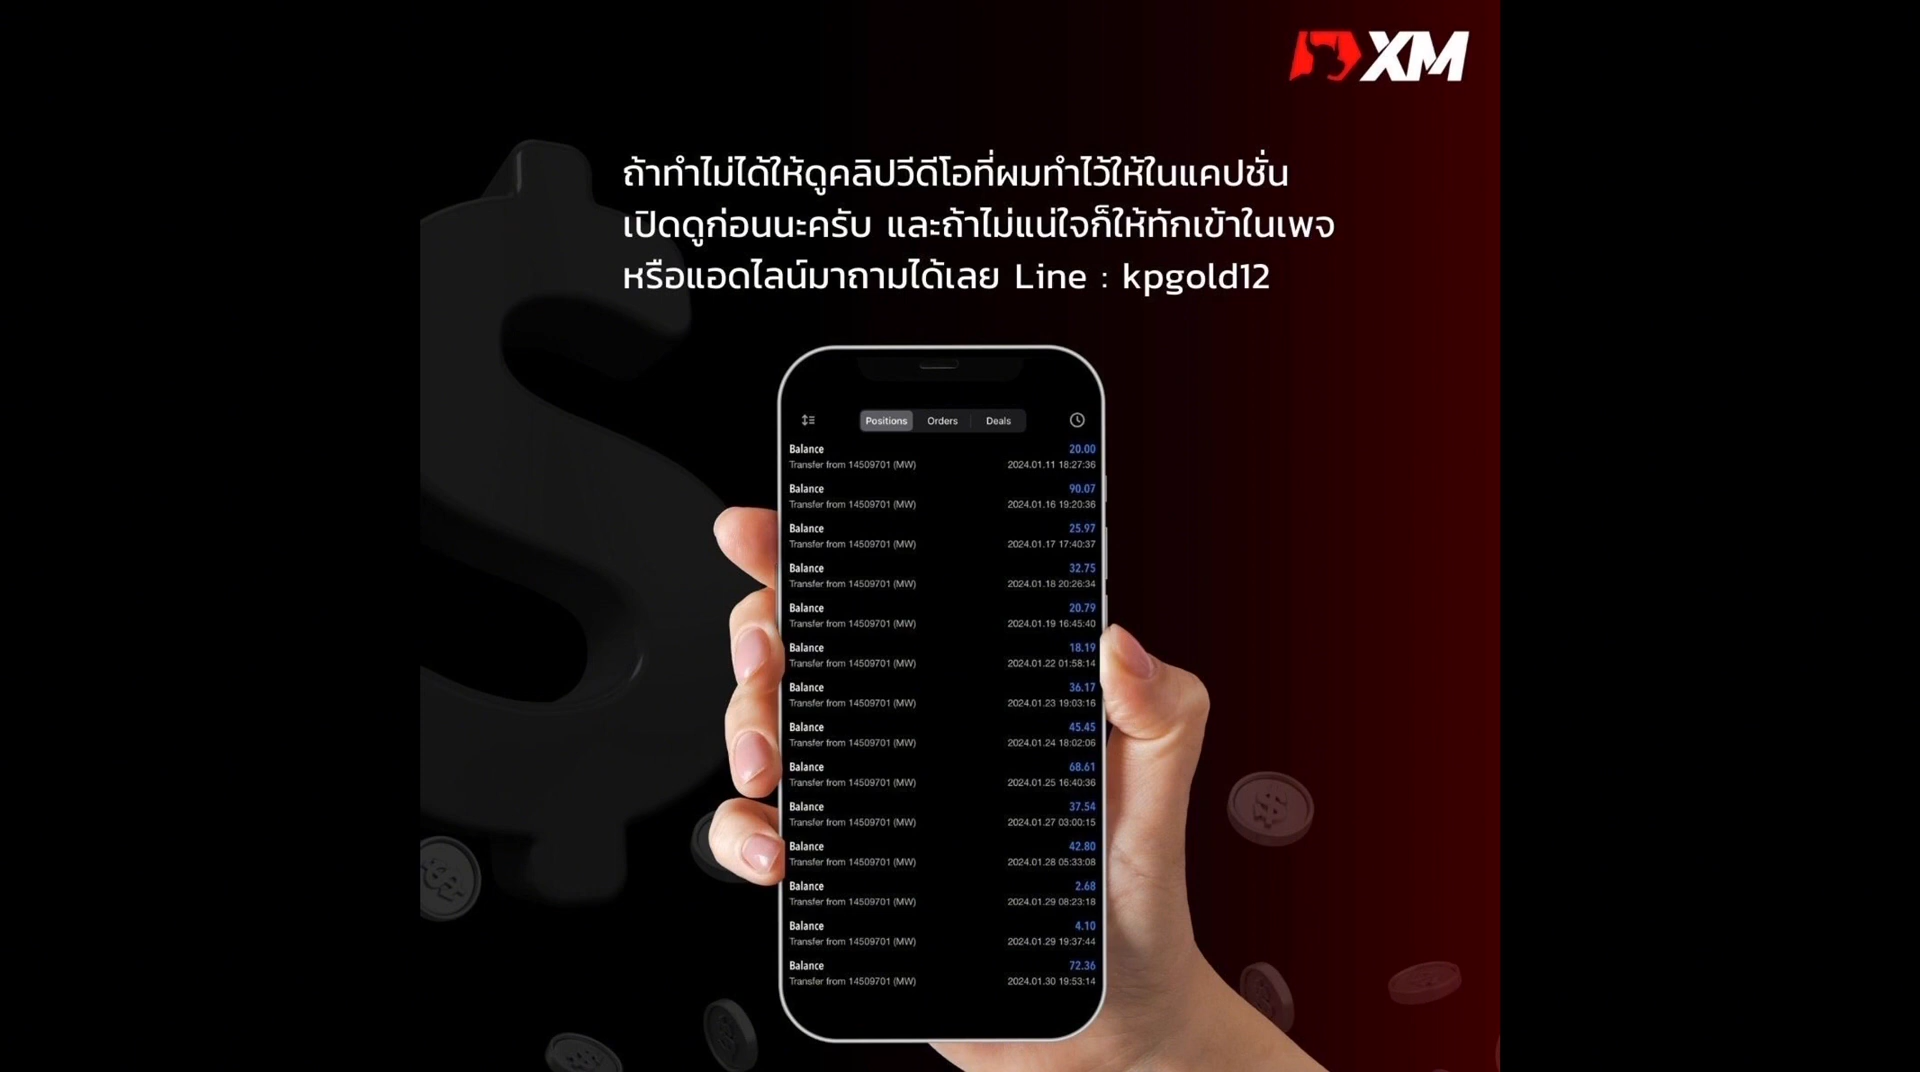 XM
ถ้าทำไม่ได้ให้ดูคลิปวีดีโอที่ผมทำไว้ให้ในแคปชั่น
เปิดดูก่อนนะครับ และถ้าไม่แน่ใจก็ให้ทักเข้าในเพจ
หรือแอดไลน์มาถามได้เลย Line : kpgold12
Positions Orders Deals
Balance 20.00
Transfer from 14509701 (MW) 2024.01.11 18:27:36
Balance 90.07
Transfer from 14509701 (MW) 2024.01.16 19:20:36
Balance 25.97
Transfer from 14509701 (MW) 2024.01.17 17:40:37
Balance 32.75
Transfer from 14509701 (MW) 2024.01.18 20:26:34
Balance 20.79
Transfer from 14509701 (MW) 2024.01.19 16:45:40
Balance 18.19
Transfer from 14509701 (MW) 2024.01.22 01:58:14
Balance 36.17
Transfer from 14509701 (MW) 2024.01.23 19:03:16
Balance 45.45
Transfer from 14509701 (MW) 2024.01.24 18:02:06
Balance 68.61
Transfer from 14509701 (MW) 2024.01.25 16:40:36
Balance 37.54
Transfer from 14509701 (MW) 2024.01.27 03:00:15
Balance 42.80
Transfer from 14509701 (MW) 2024.01.28 05:33:08
Balance 2.68
Transfer from 14509701 (MW) 2024.01.29 08:23:18
Balance 4.10
Transfer from 14509701 (MW) 2024.01.29 19:37:44
Balance 72.36
Transfer from 14509701 (MW) 2024.01.30 19:53:14